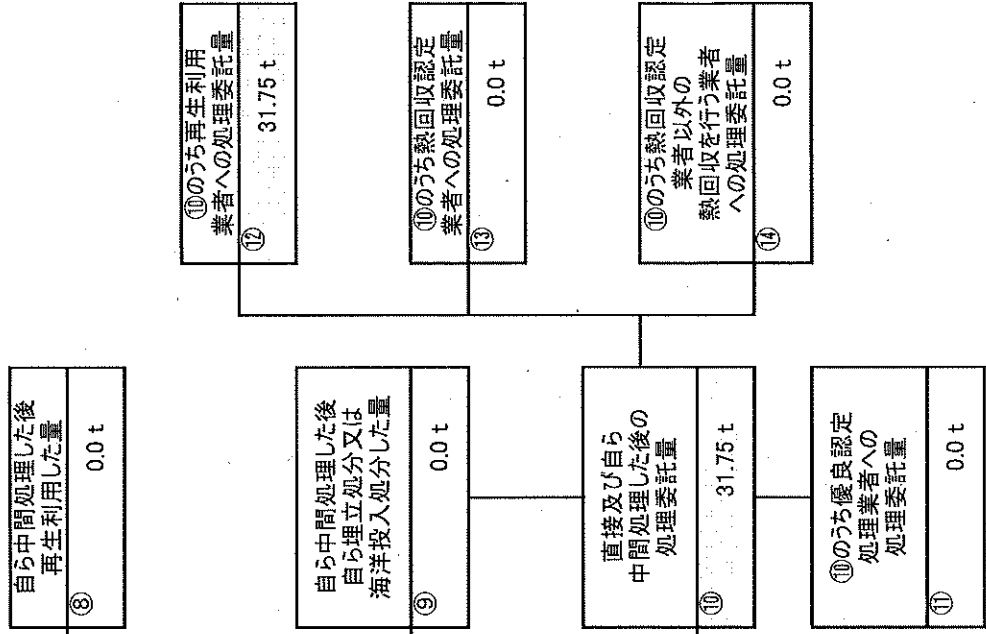 自ら中間処理した後
再生利用した量
⑧
0.0 t
自ら中間処理した後
自ら埋立処分又は
海洋投入処分した量
⑨
0.0 t
直接及び自ら
中間処理した後の
処理委託量
⑩
31.75 t
⑩のうち優良認定
処理業者への
処理委託量
⑪
0.0 t
⑩のうち再生利用
業者への処理委託量
⑫
31.75 t
⑩のうち熱回収認定
業者への処理委託量
⑬
0.0 t
⑩のうち熱回収認定
業者以外の
熱回収を行う業者
への処理委託量
⑭
0.0 t